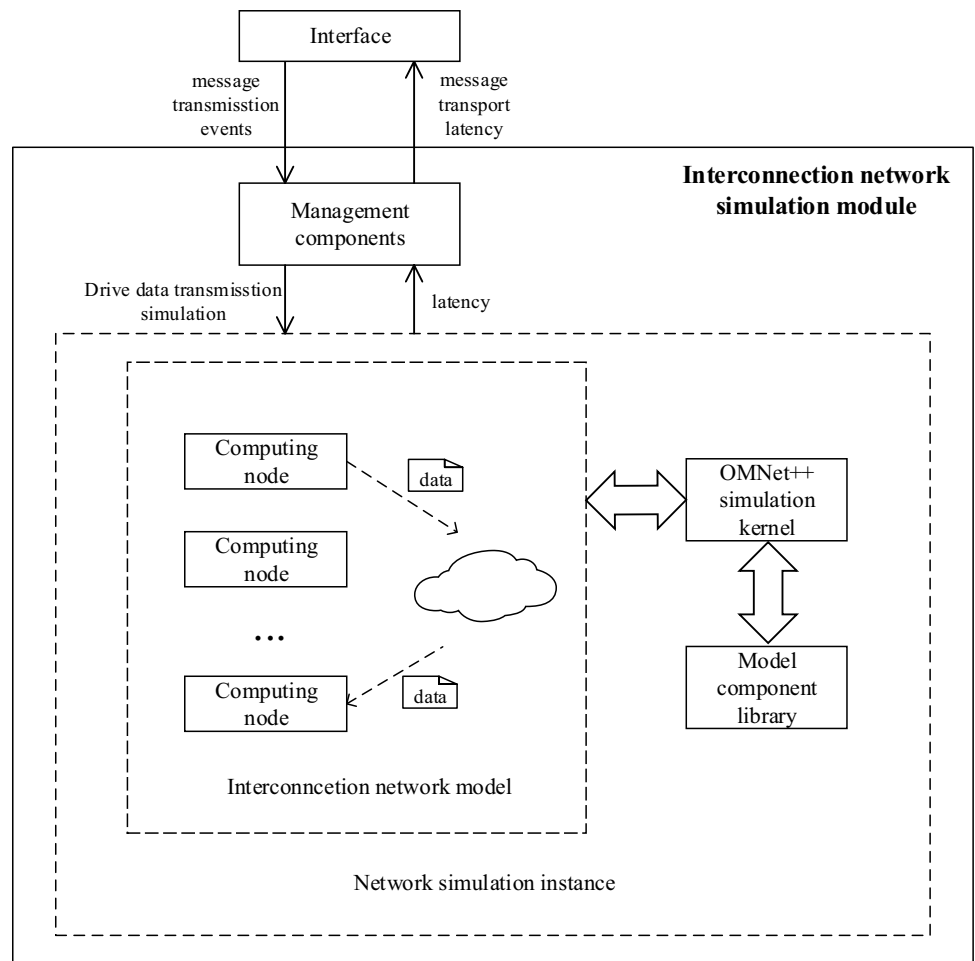 Interface
message
transmisstion
events
message
transport
latency
Interconnection network
simulation module
Management
components
Drive data transmisstion
simulation
latency
Computing
node
data
OMNet++
simulation
kernel
Computing
node
...
Computing
node
data
Model
component
library
Interconncetion network model
Network simulation instance